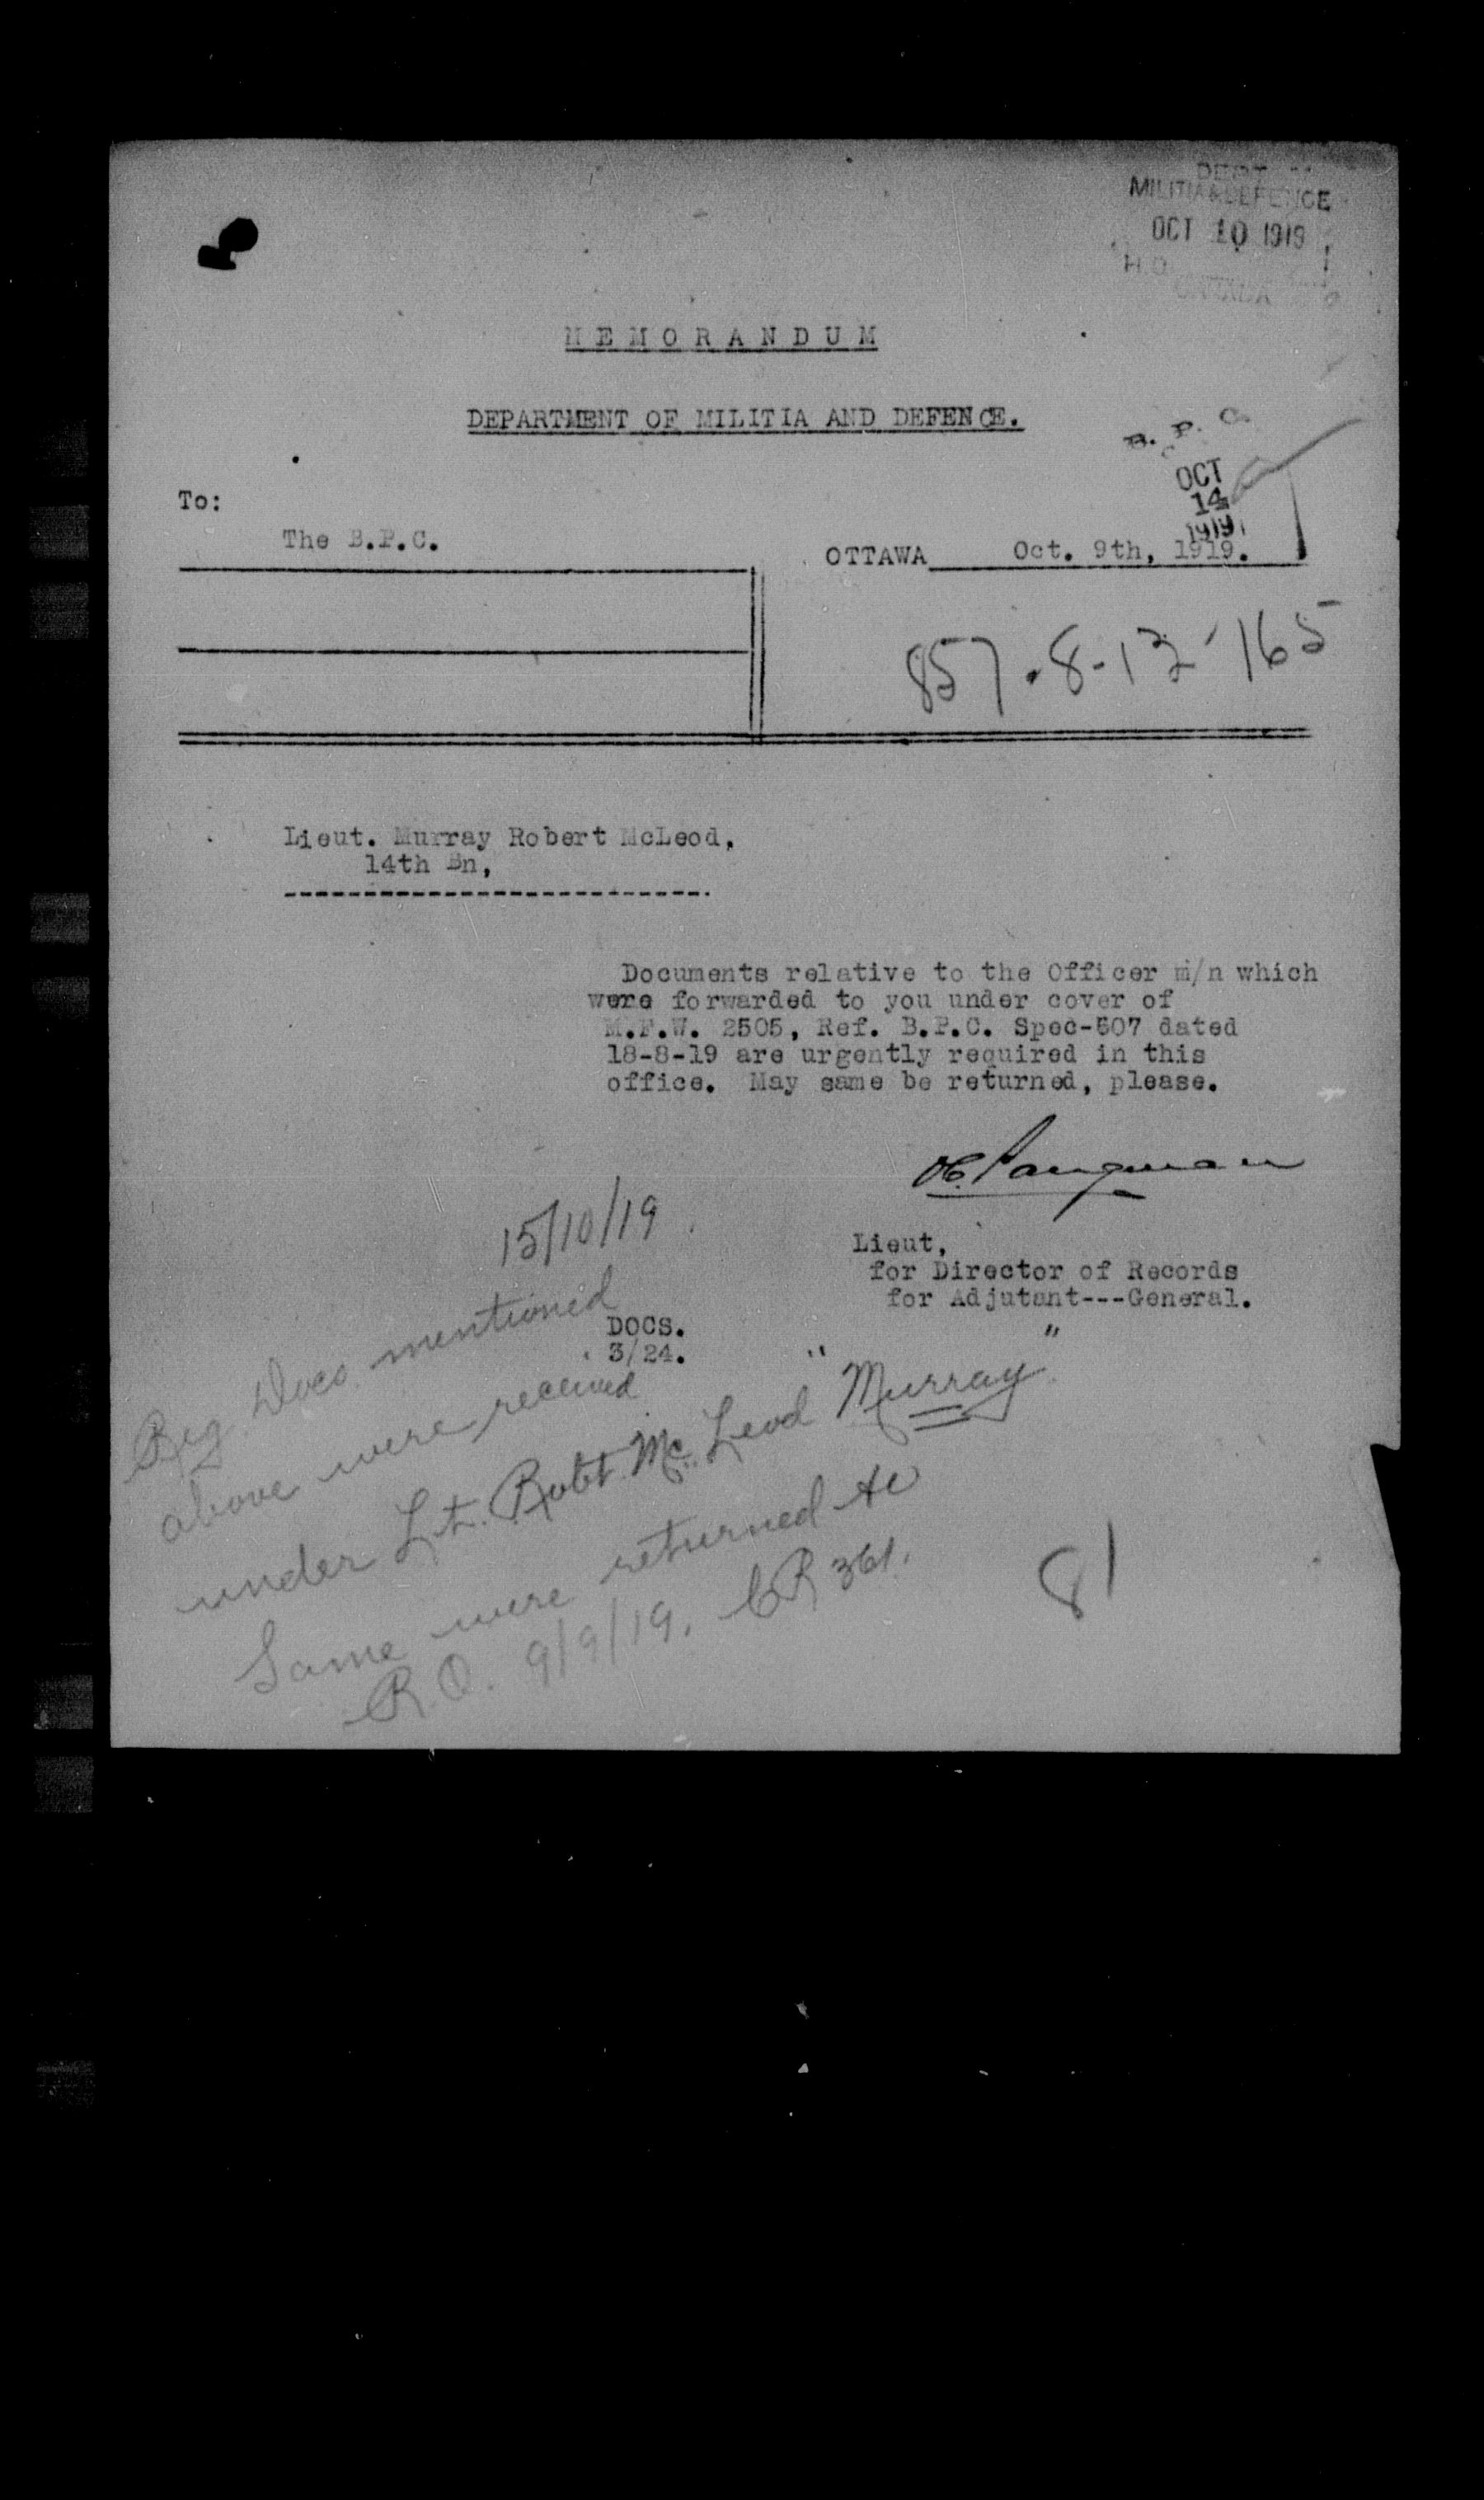 DEPT
MILITIA & DEFENCE
OCT 10 1919
H.Q.
CANADA
MEMORANDUM
DEPARTMENT OF MILITIA AND DEFENCE.
B. P. C.
OCT
14
1919
To:
The B.P.C.
OTTAWA Oct. 9th, 1919.
857-8-12-165
Lieut. Murray Robert McLeod,
14th Bn,
---------------------------.
Documents relative to the Officer m/n which
were forwarded to you under cover of
M.F.W. 2505, Ref. B.P.C. Spec-507 dated
18-8-19 are urgently required in this
office. May same be returned, please.
Lieut,
for Director of Records
for Adjutant---General.
15/10/19
DOCS.
3/24.
Reg Docs mentioned
above were received
under Lt. Robt. McLeod "Murray"
Same were returned to
R.O. 9/9/19. CR 361.
81